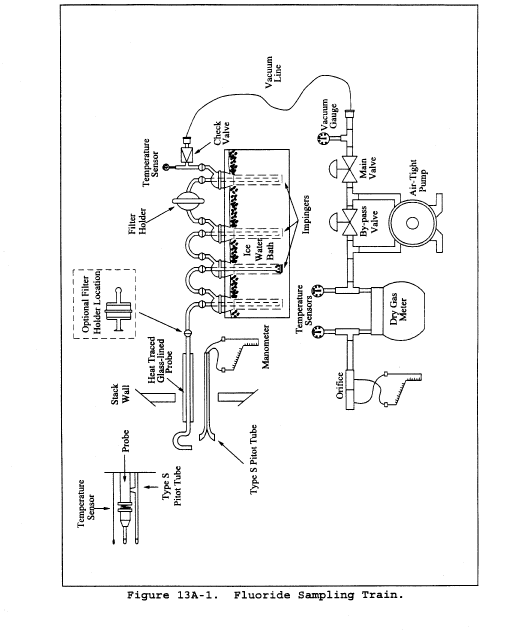 Temperature
Sensor
Probe
Type S
Pitot Tube
Stack
Wall
Heat Traced
Glass-lined
Probe
Optional Filter
Holder Location
Type S Pitot Tube
Manometer
Filter
Holder
Temperature
Sensor
Check
Valve
Vacuum
Line
Ice
Water
Bath
Impingers
Temperature
Sensors
Orifice
Dry Gas
Meter
By-pass
Valve
Main
Valve
Vacuum
Gauge
Air-Tight
Pump
Figure 13A-1. Fluoride Sampling Train.